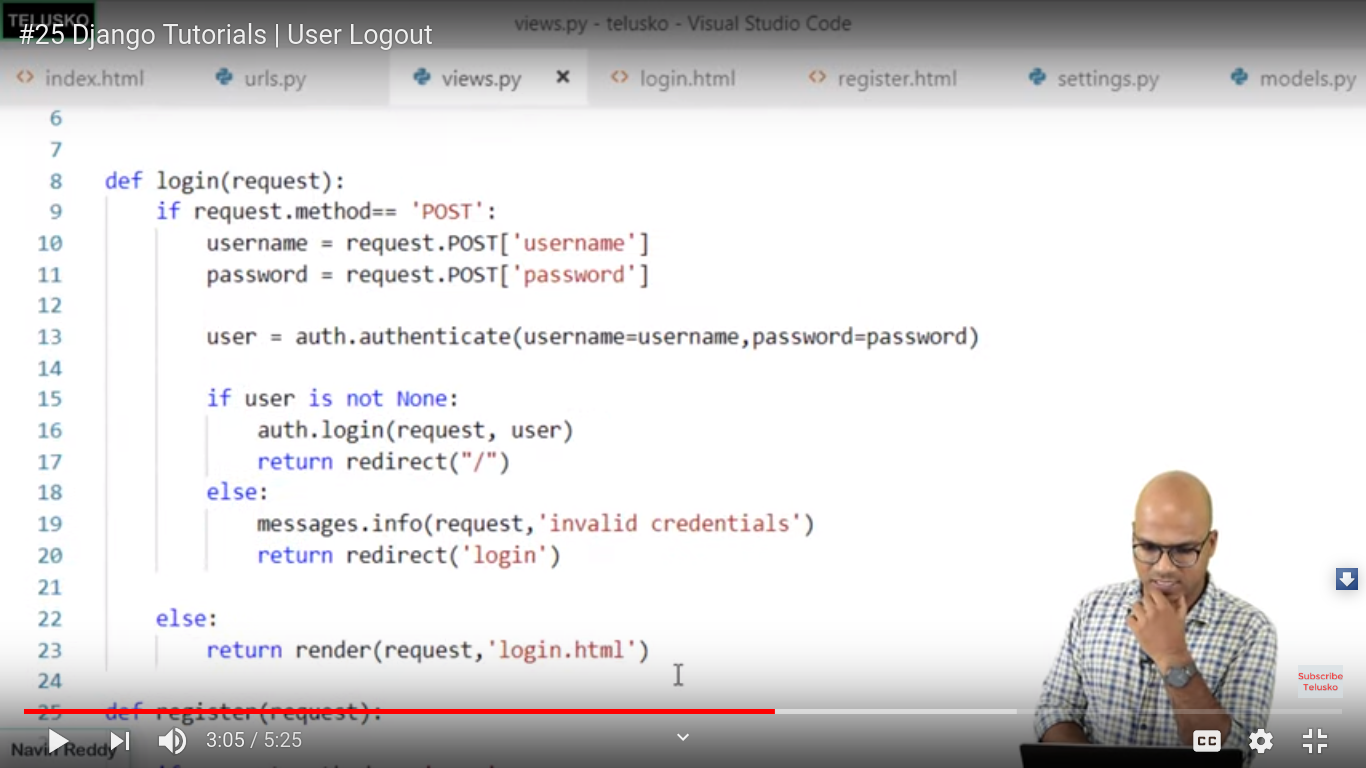 TELUSKO
views.py - telusko - Visual Studio Code
#25 Django Tutorials | User Logout
<> index.html urls.py views.py × <> login.html <> register.html settings.py models.py
6
7
8 def login(request):
9 if request.method== 'POST':
10 username = request.POST['username']
11 password = request.POST['password']
12
13 user = auth.authenticate(username=username,password=password)
14
15 if user is not None:
16 auth.login(request, user)
17 return redirect("/")
18 else:
19 messages.info(request,'invalid credentials')
20 return redirect('login')
21
22 else:
23 return render(request,'login.html')
24
25 def register(request):
Subscribe
Telusko
Navin Reddy
3:05 / 5:25
CC